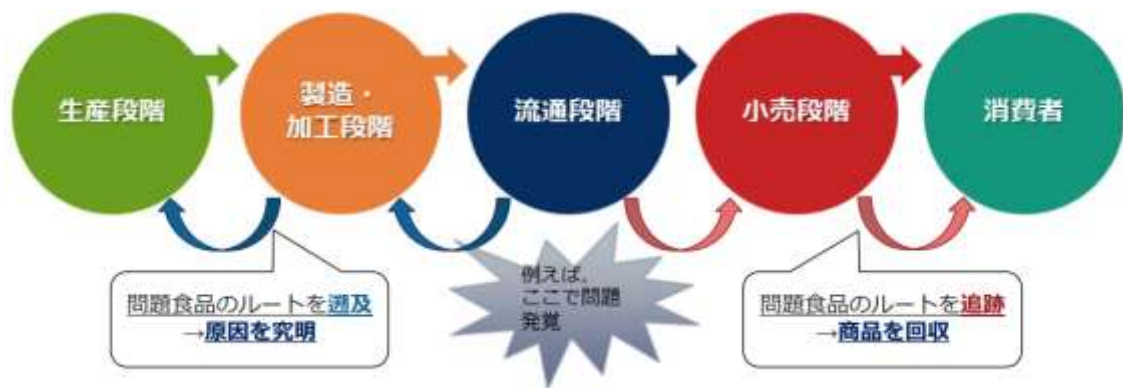 生産段階
製造・
加工段階
流通段階
小売段階
消費者
例えば、
ここで問題
発覚
問題食品のルートを遡及
→原因を究明
問題食品のルートを追跡
→商品を回収